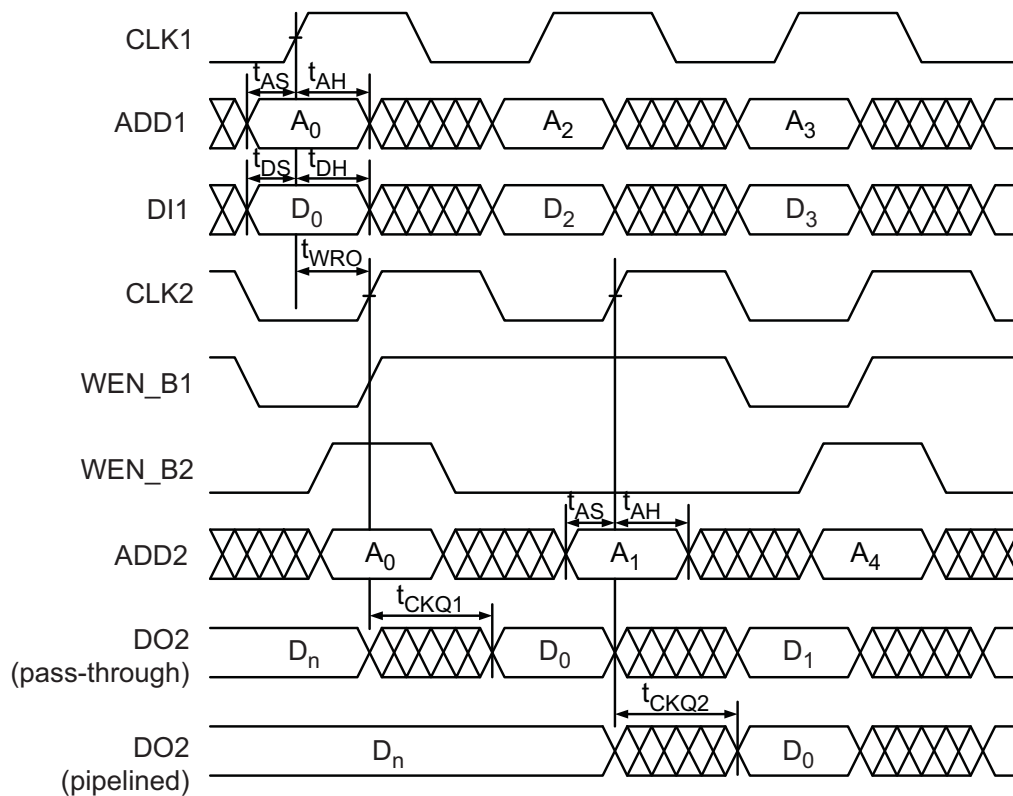 CLK1
tAS tAH
ADD1 A0 A2 A3
tDS tDH
DI1 D0 D2 D3
tWRO
CLK2
WEN_B1
WEN_B2
tAS tAH
ADD2 A0 A1 A4
tCKQ1
DO2 Dn D0 D1
(pass-through)
tCKQ2
DO2 Dn D0
(pipelined)